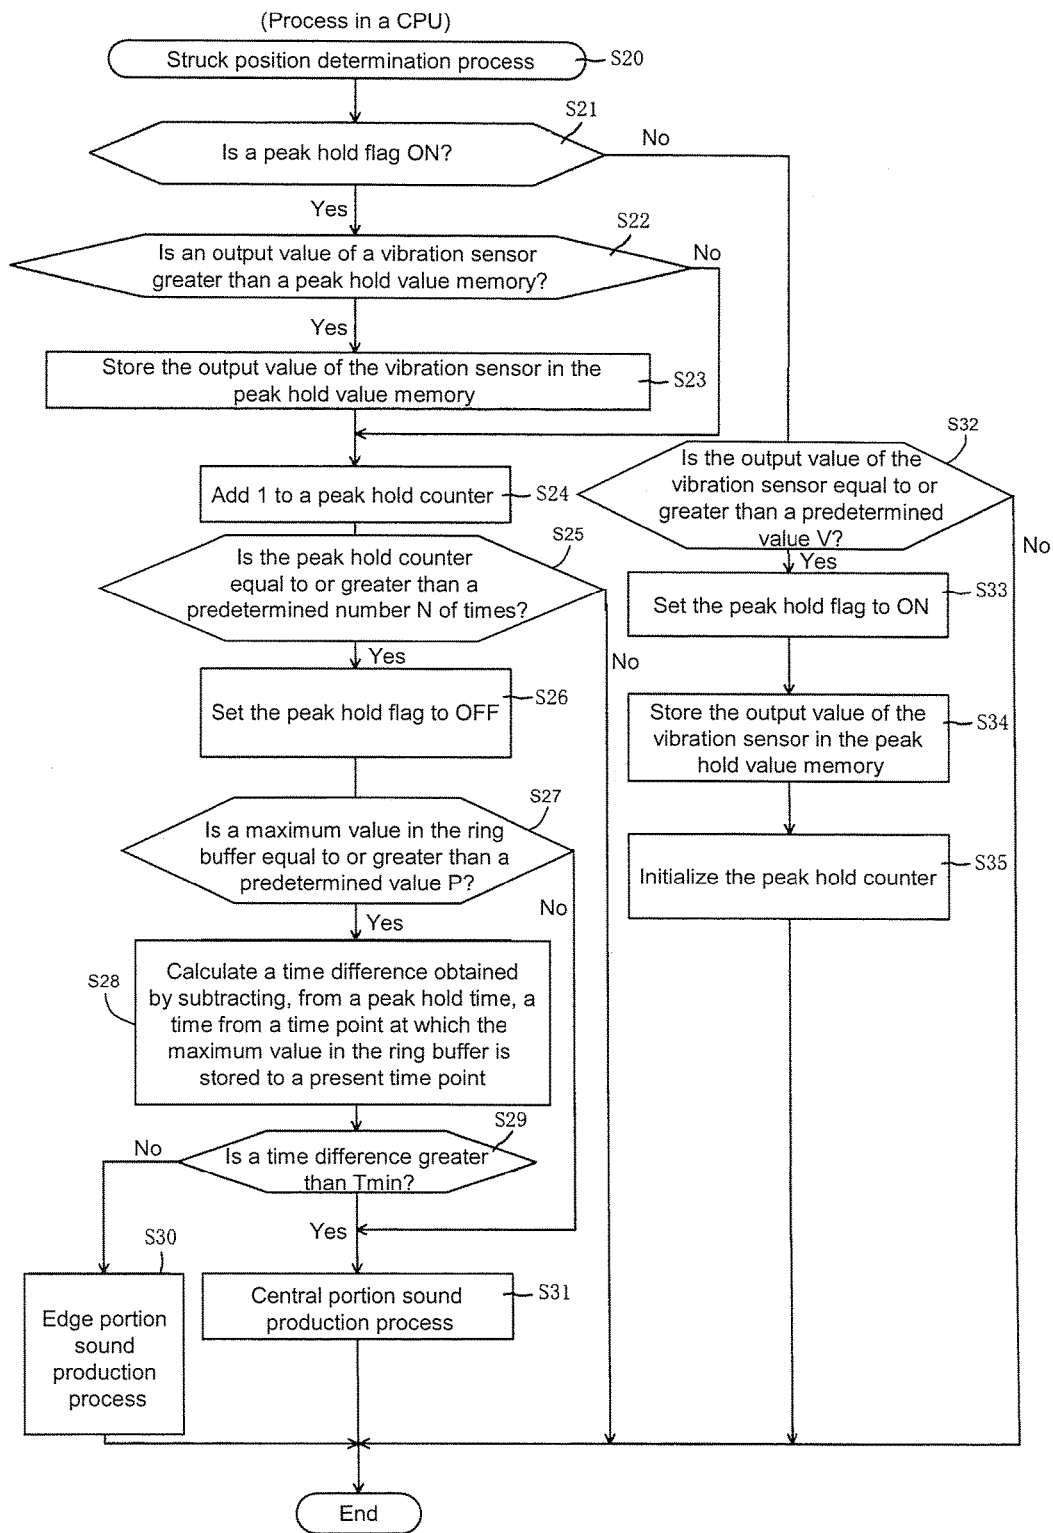 (Process in a CPU)
Struck position determination process
S20
S21
Is a peak hold flag ON?
No
Yes
S22
Is an output value of a vibration sensor
greater than a peak hold value memory?
No
Yes
Store the output value of the vibration sensor in the
peak hold value memory
S23
Add 1 to a peak hold counter
S24
S25
Is the peak hold counter
equal to or greater than a
predetermined number N of times?
No
Yes
Set the peak hold flag to OFF
S26
S27
Is a maximum value in the ring
buffer equal to or greater than a
predetermined value P?
No
Yes
S28
Calculate a time difference obtained
by subtracting, from a peak hold time, a
time from a time point at which the
maximum value in the ring buffer is
stored to a present time point
S29
Is a time difference greater
than Tmin?
No
Yes
S30
Edge portion
sound
production
process
Central portion sound
production process
S31
S32
Is the output value of the
vibration sensor equal to or
greater than a predetermined
value V?
No
Yes
Set the peak hold flag to ON
S33
Store the output value of the
vibration sensor in the peak
hold value memory
S34
Initialize the peak hold counter
S35
End